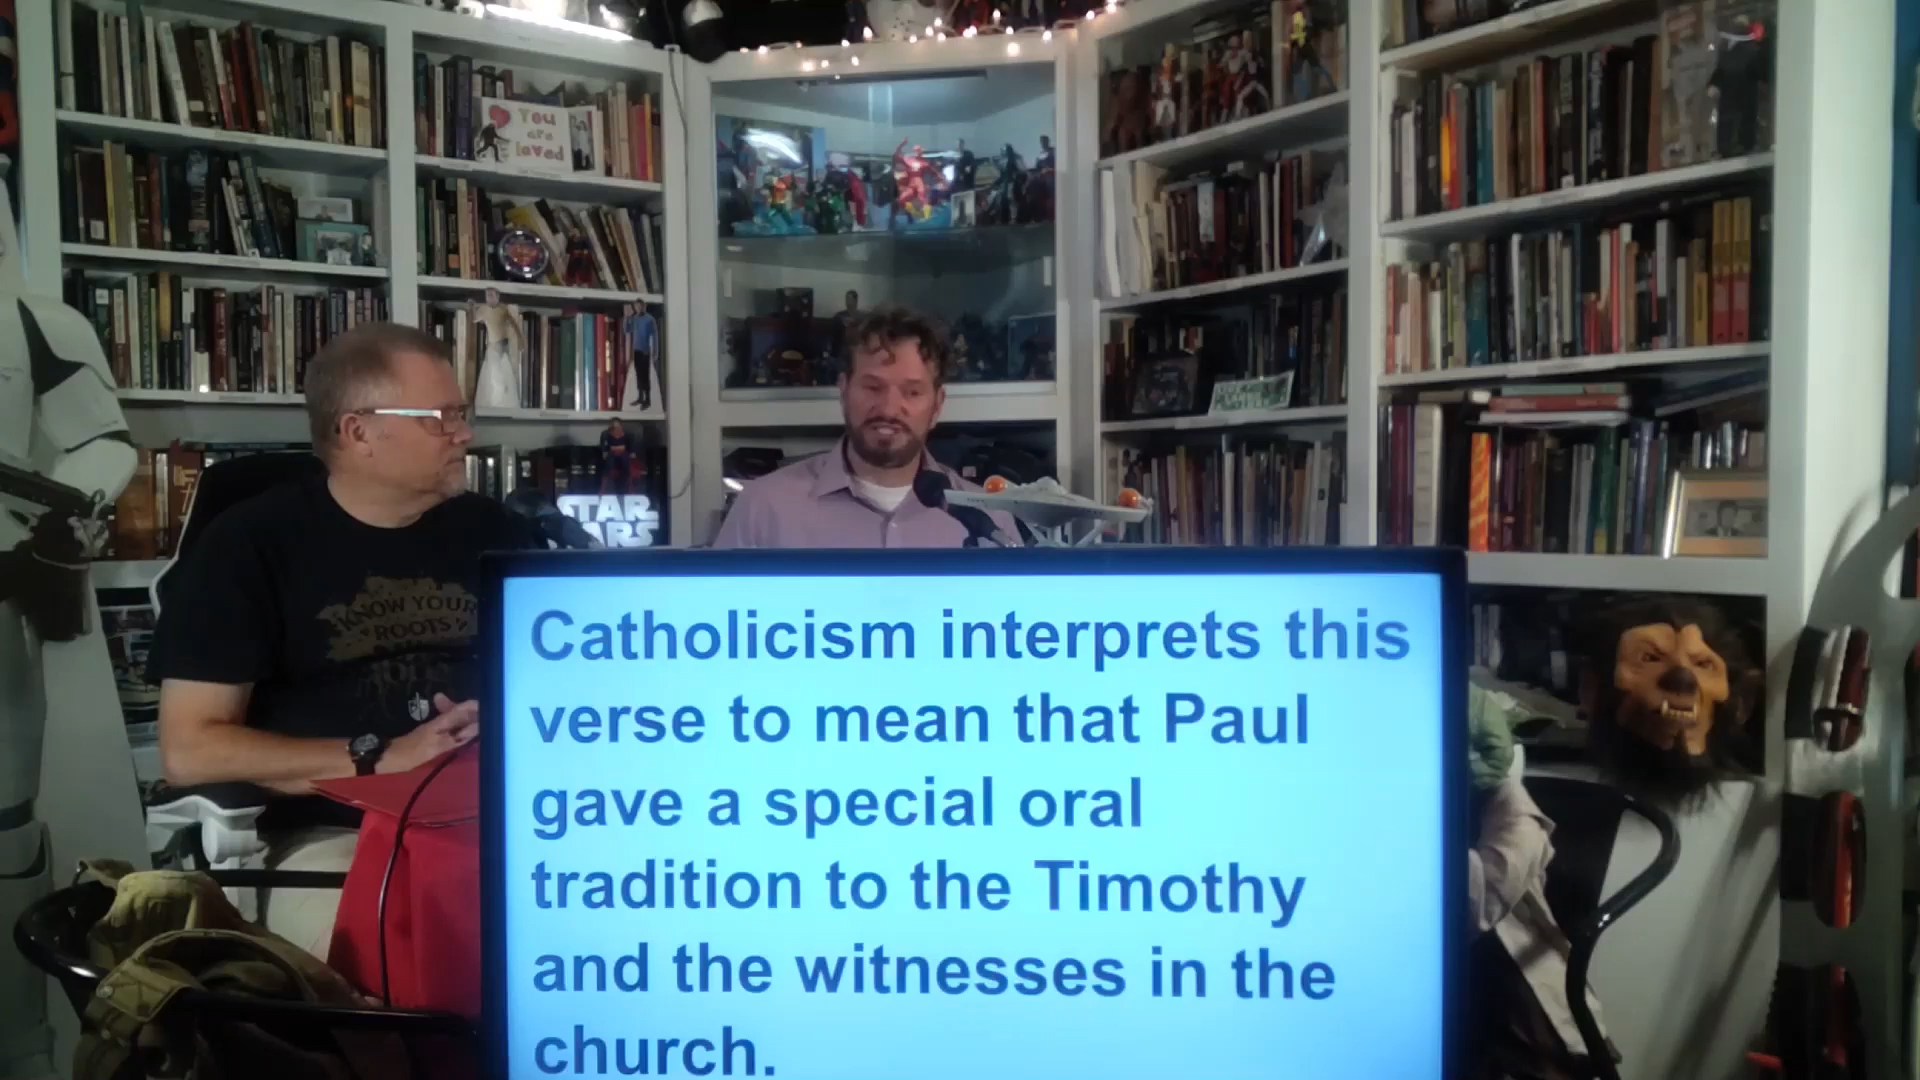 You
are
loved
STAR
WARS
KNOW YOUR
ROOTS
Catholicism interprets this
verse to mean that Paul
gave a special oral
tradition to the Timothy
and the witnesses in the
church.